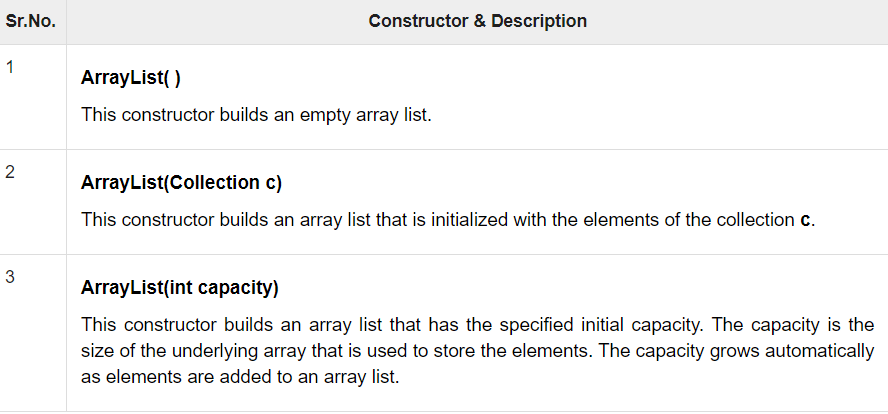 Sr.No. Constructor & Description
1
ArrayList( )
This constructor builds an empty array list.
2
ArrayList(Collection c)
This constructor builds an array list that is initialized with the elements of the collection c.
3
ArrayList(int capacity)
This constructor builds an array list that has the specified initial capacity. The capacity is the
size of the underlying array that is used to store the elements. The capacity grows automatically
as elements are added to an array list.